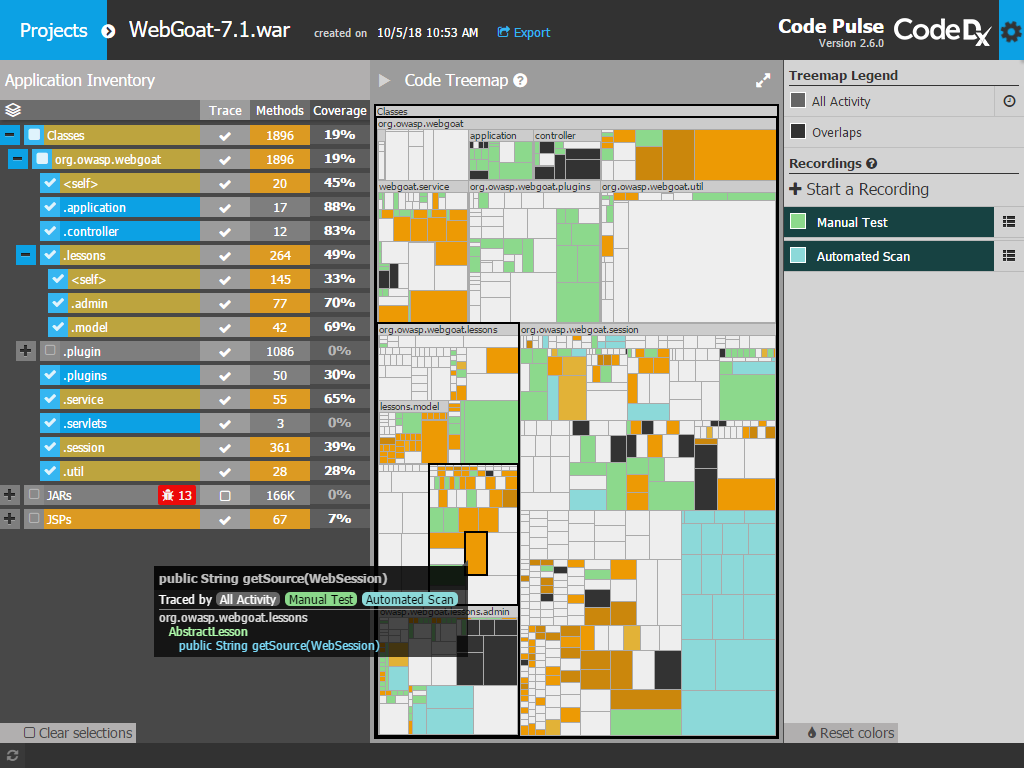 Projects
WebGoat-7.1.war
created on 10/5/18 10:53 AM
Export
Code Pulse
Version 2.6.0
Code Dx
Application Inventory
Trace Methods Coverage
Classes 1896 19%
org.owasp.webgoat 1896 19%
<self> 20 45%
.application 17 88%
.controller 12 83%
.lessons 264 49%
<self> 145 33%
.admin 77 70%
.model 42 69%
.plugin 1086 0%
.plugins 50 30%
.service 55 65%
.servlets 3 0%
.session 361 39%
.util 28 28%
JARs 13 166K 0%
JSPs 67 7%
Clear selections
Code Treemap
Classes
org.owasp.webgoat
application controller
webgoat.service org.owasp.webgoat.plugins org.owasp.webgoat.util
org.owasp.webgoat.lessons org.owasp.webgoat.session
lessons.model
public String getSource(WebSession)
Traced by All Activity Manual Test Automated Scan
org.owasp.webgoat.lessons
AbstractLesson
public String getSource(WebSession)
owasp.webgoat.lessons.admin
Treemap Legend
All Activity
Overlaps
Recordings
Start a Recording
Manual Test
Automated Scan
Reset colors